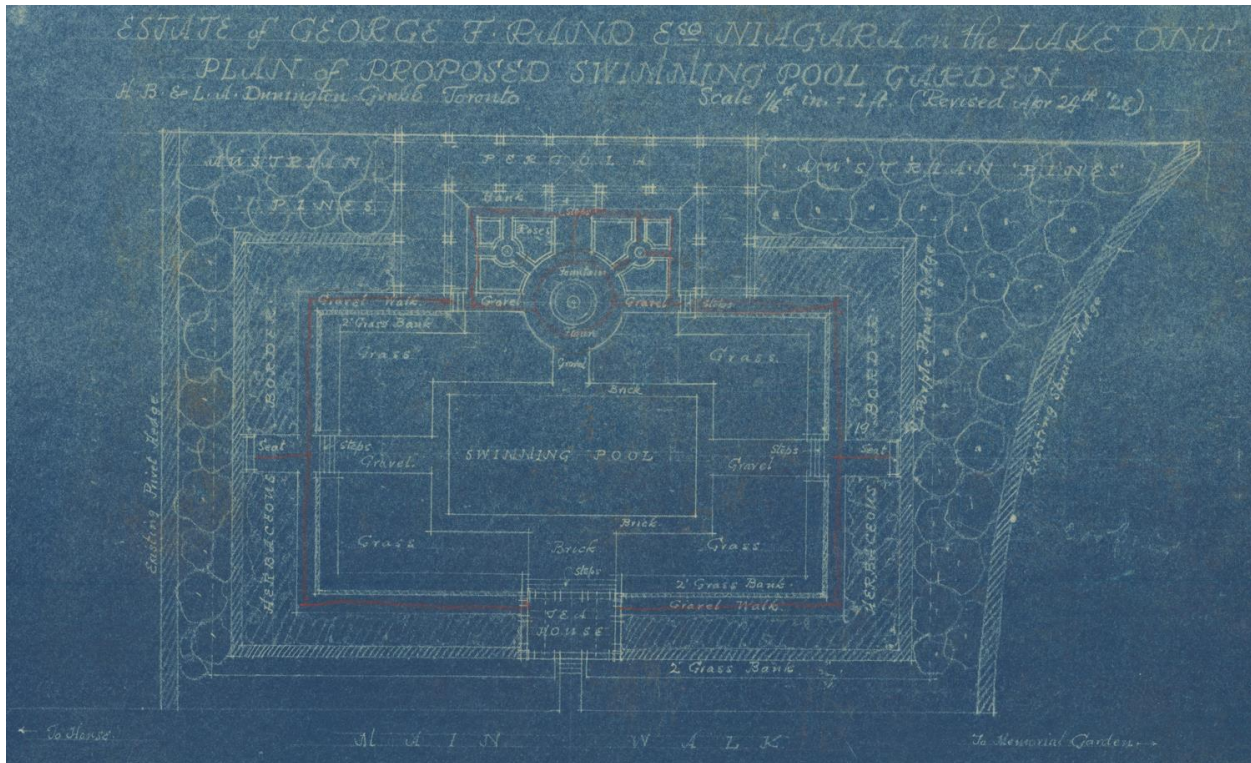 ESTATE of GEORGE F. RAND ESQ NIAGARA on the LAKE ONT.
PLAN of PROPOSED SWIMMING POOL GARDEN
H. B. & L. A. Dunington-Grubb Toronto
Scale 1/16th in. = 1 ft. (Revised Apr 24th '28).
AUSTRIAN
PINES
PERGOLA
AUSTRIAN PINES
Bank
Steps
Roses
Fountain
Gravel Walk.
Gravel
Gravel
Steps
2' Grass Bank
Grass
Grass
Gravel
Brick
HERBACEOUS BORDER.
HERBACEOUS BORDER
Purple Plum Hedge
Existing Privet Hedge.
Existing Spruce Hedge
19'
Seat
Steps
Gravel.
SWIMMING POOL
Steps
Gravel
Seat
Grass
Brick
Brick.
Grass
Steps
2' Grass Bank.
Gravel Walk.
TEA
HOUSE
2' Grass Bank
← To House.
MAIN WALK
To Memorial Garden. →